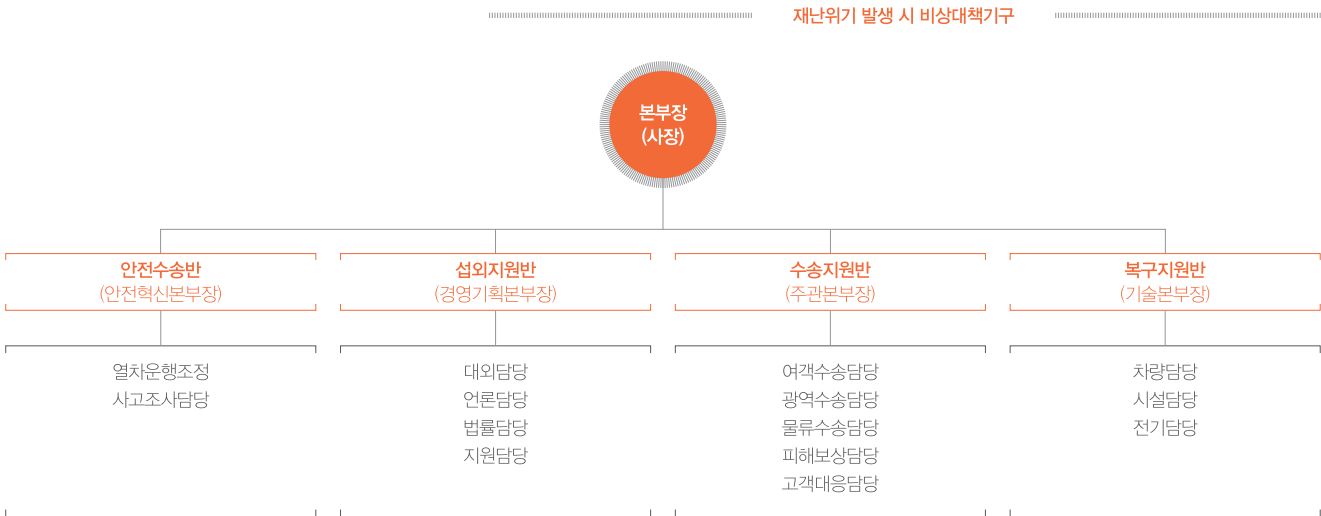 재난위기 발생 시 비상대책기구
본부장
(사장)
안전수송반
(안전혁신본부장)
섭외지원반
(경영기획본부장)
수송지원반
(주관본부장)
복구지원반
(기술본부장)
열차운행조정
사고조사담당
대외담당
언론담당
법률담당
지원담당
여객수송담당
광역수송담당
물류수송담당
피해보상담당
고객대응담당
차량담당
시설담당
전기담당